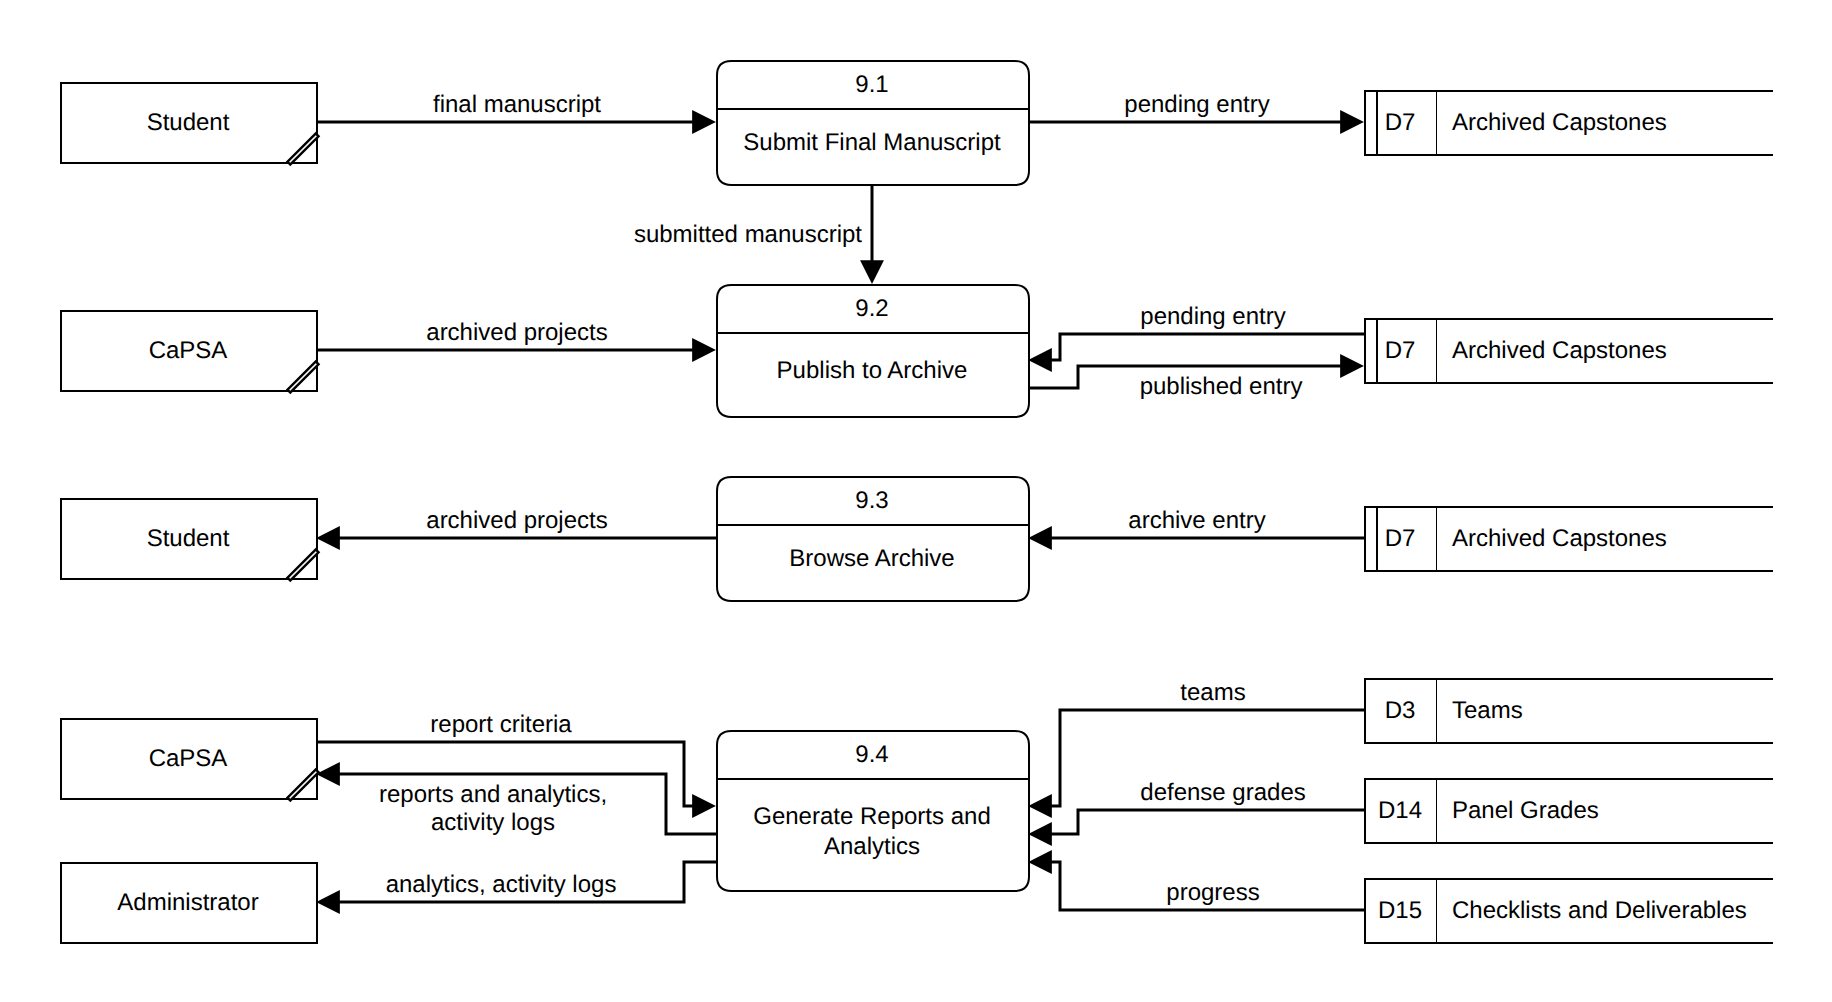 9.1
Student
final manuscript
Submit Final Manuscript
pending entry
D7
Archived Capstones
submitted manuscript
9.2
CaPSA
archived projects
Publish to Archive
pending entry
D7
Archived Capstones
published entry
9.3
Student
archived projects
Browse Archive
archive entry
D7
Archived Capstones
CaPSA
report criteria
reports and analytics,
activity logs
Administrator
analytics, activity logs
9.4
Generate Reports and
Analytics
teams
D3
Teams
defense grades
D14
Panel Grades
progress
D15
Checklists and Deliverables